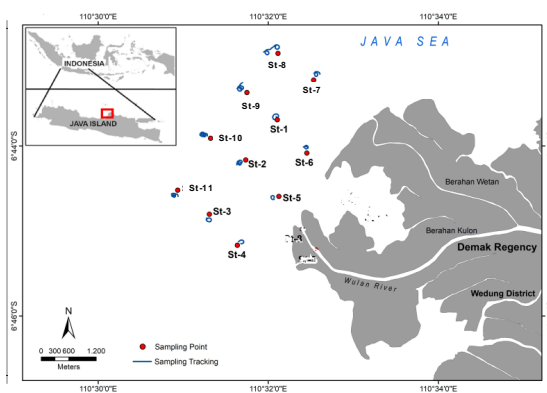 110°30'0"E 110°32'0"E 110°34'0"E
JAVA SEA
INDONESIA
JAVA ISLAND
St-8
St-7
St-9
St-1
St-10
6°44'0"S
St-6
St-2
Berahan Wetan
St-11
St-5
St-3
Berahan Kulon
Demak Regency
St-4
Wulan River
Wedung District
6°46'0"S
N
0 300 600 1,200
Meters
Sampling Point
Sampling Tracking
110°30'0"E 110°32'0"E 110°34'0"E